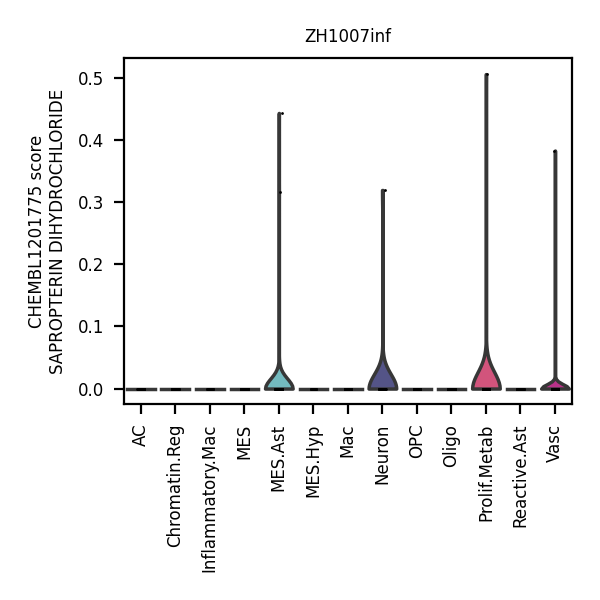 ZH1007inf
CHEMBL1201775 score
SAPROPTERIN DIHYDROCHLORIDE
0.5
0.4
0.3
0.2
0.1
0.0
AC
Chromatin.Reg
Inflammatory.Mac
MES
MES.Ast
MES.Hyp
Mac
Neuron
OPC
Oligo
Prolif.Metab
Reactive.Ast
Vasc